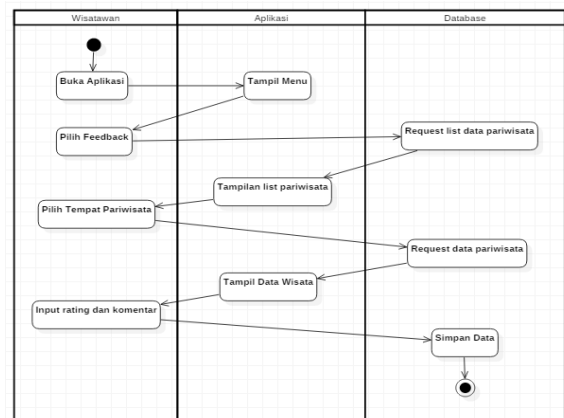 Wisatawan
Aplikasi
Database
Buka Aplikasi
Tampil Menu
Pilih Feedback
Request list data pariwisata
Tampilan list pariwisata
Pilih Tempat Pariwisata
Request data pariwisata
Tampil Data Wisata
Input rating dan komentar
Simpan Data